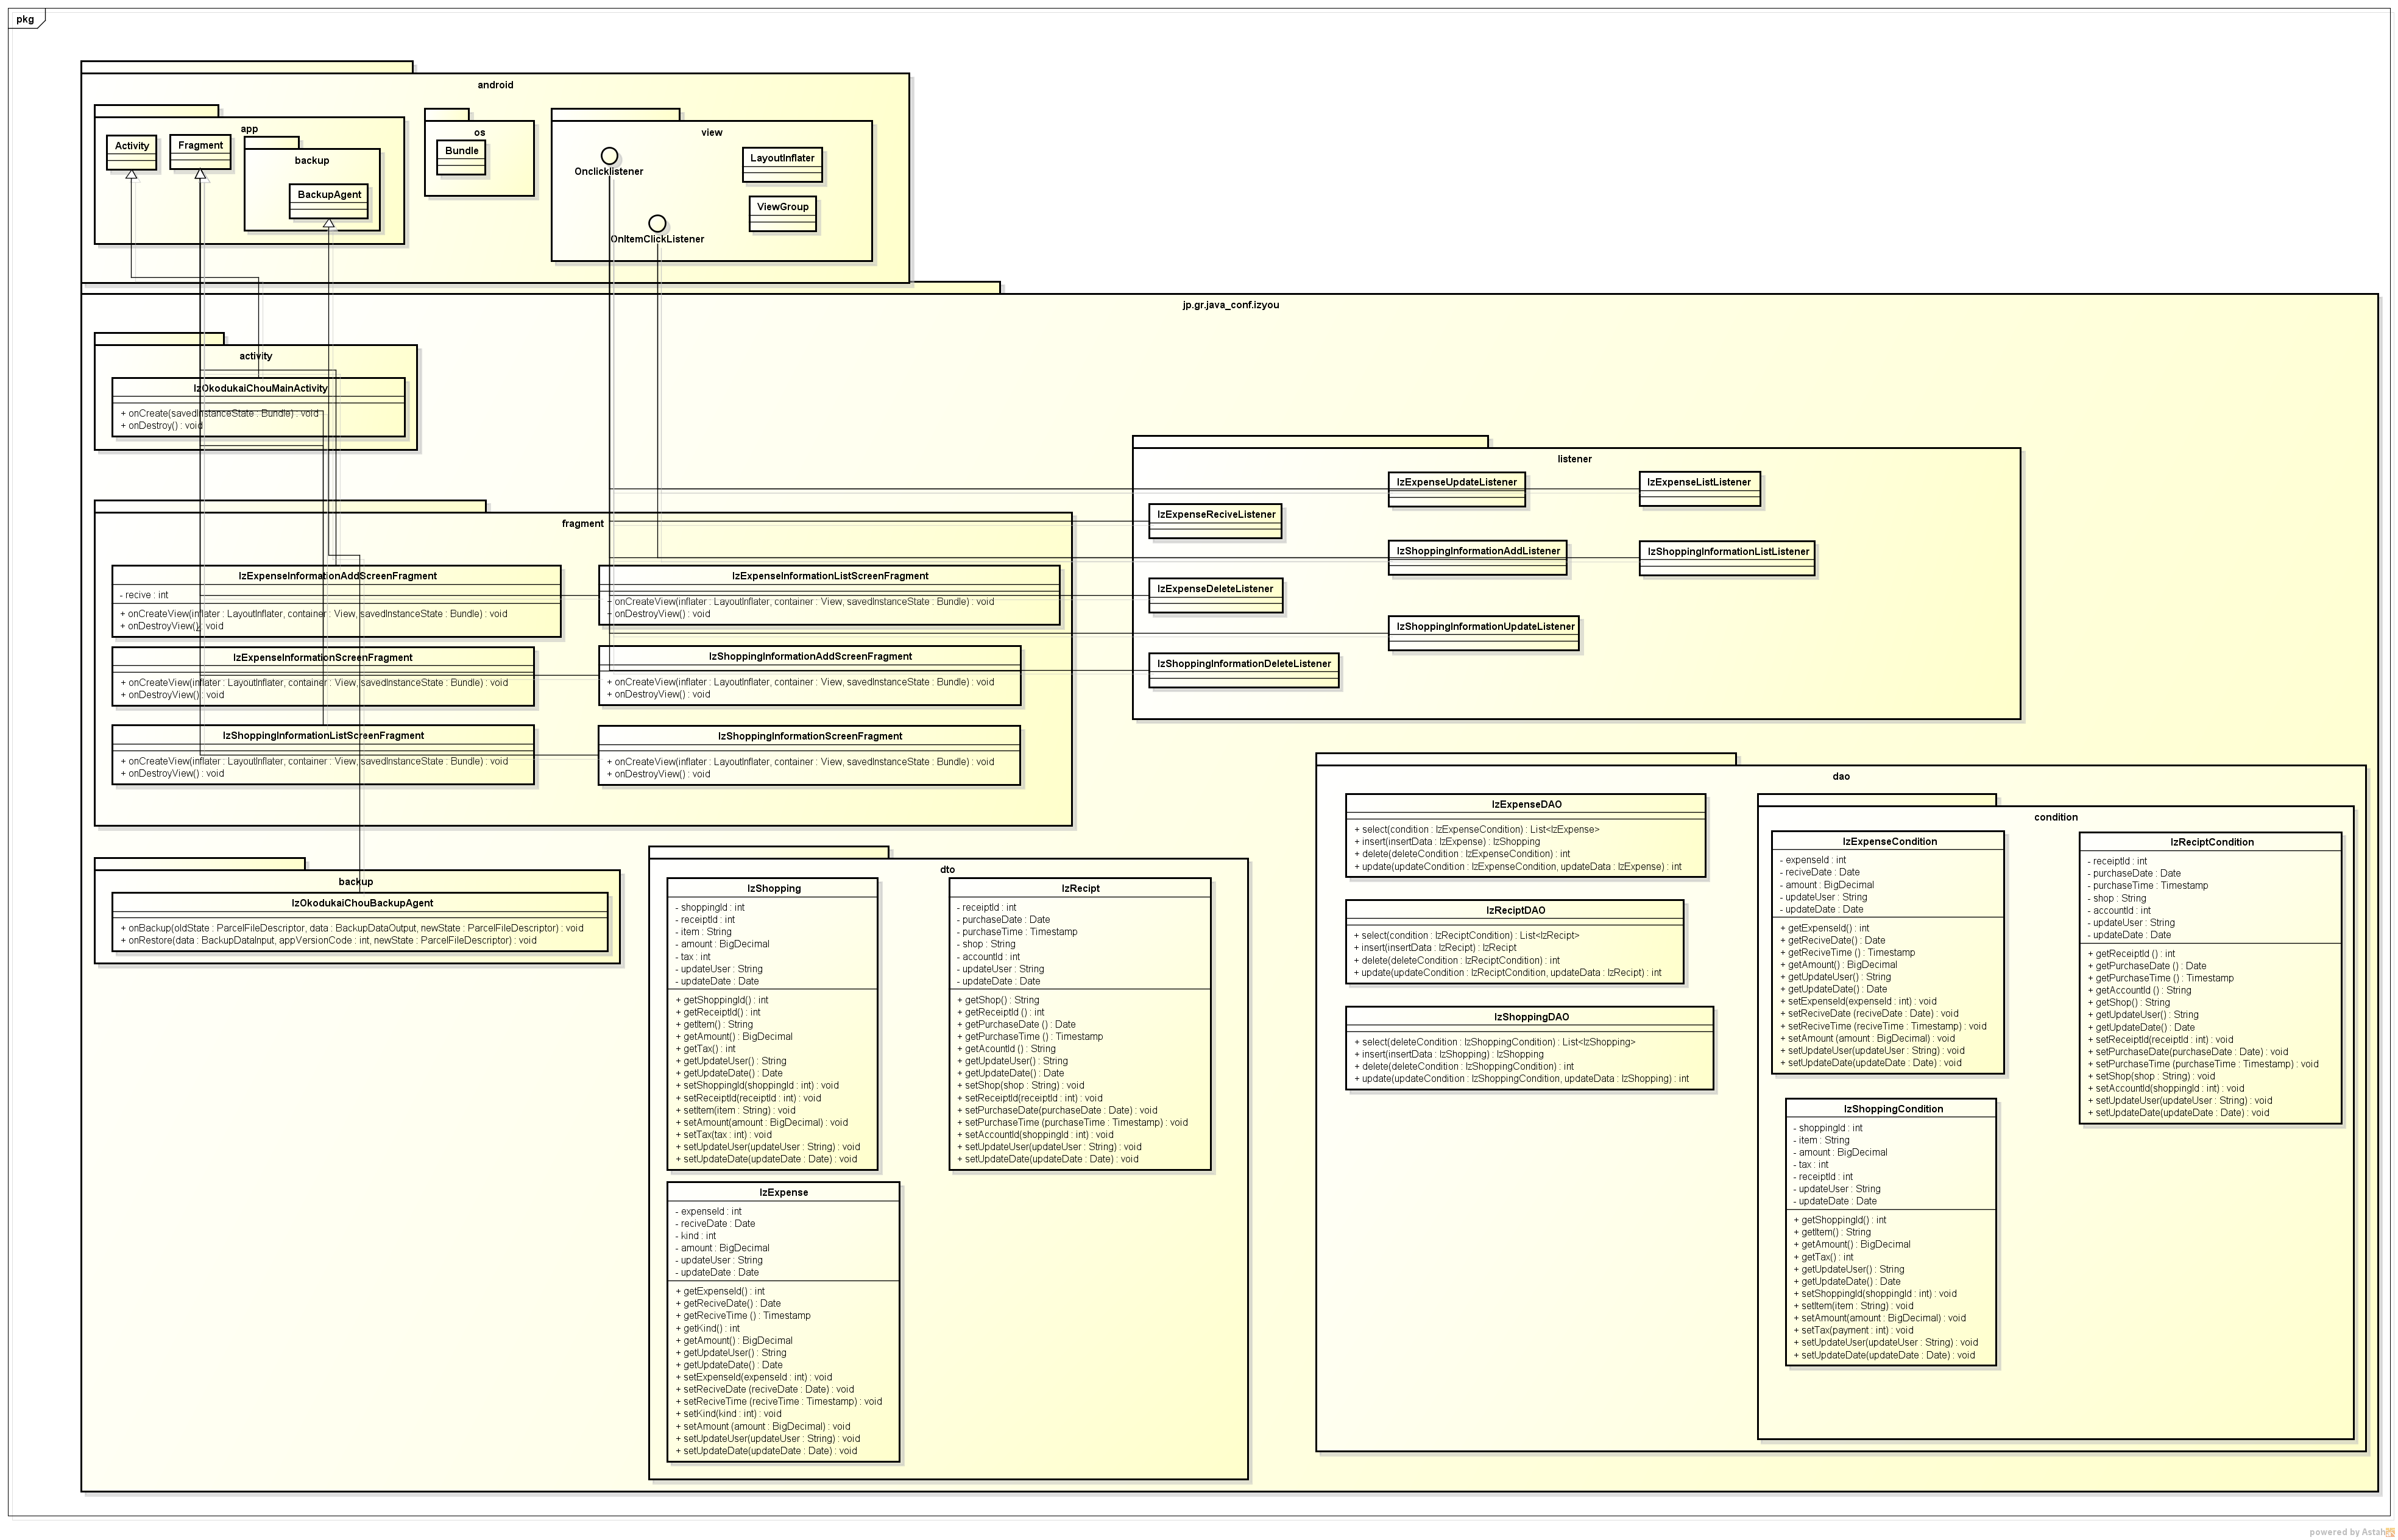 pkg
android
app
Activity
Fragment
backup
BackupAgent
os
Bundle
view
Onclicklistener
OnItemClickListener
LayoutInflater
ViewGroup
jp.gr.java_conf.izyou
activity
IzOkodukaiChouMainActivity
+ onCreate(savedInstanceState : Bundle) : void
+ onDestroy() : void
listener
IzExpenseUpdateListener
IzExpenseListListener
IzExpenseReciveListener
IzShoppingInformationAddListener
IzShoppingInformationListListener
IzExpenseDeleteListener
IzShoppingInformationUpdateListener
IzShoppingInformationDeleteListener
fragment
IzExpenseInformationAddScreenFragment
- recive : int
+ onCreateView(inflater : LayoutInflater, container : View, savedInstanceState : Bundle) : void
+ onDestroyView() : void
IzExpenseInformationListScreenFragment
+ onCreateView(inflater : LayoutInflater, container : View, savedInstanceState : Bundle) : void
+ onDestroyView() : void
IzExpenseInformationScreenFragment
+ onCreateView(inflater : LayoutInflater, container : View, savedInstanceState : Bundle) : void
+ onDestroyView() : void
IzShoppingInformationAddScreenFragment
+ onCreateView(inflater : LayoutInflater, container : View, savedInstanceState : Bundle) : void
+ onDestroyView() : void
IzShoppingInformationListScreenFragment
+ onCreateView(inflater : LayoutInflater, container : View, savedInstanceState : Bundle) : void
+ onDestroyView() : void
IzShoppingInformationScreenFragment
+ onCreateView(inflater : LayoutInflater, container : View, savedInstanceState : Bundle) : void
+ onDestroyView() : void
backup
IzOkodukaiChouBackupAgent
+ onBackup(oldState : ParcelFileDescriptor, data : BackupDataOutput, newState : ParcelFileDescriptor) : void
+ onRestore(data : BackupDataInput, appVersionCode : int, newState : ParcelFileDescriptor) : void
dto
IzShopping
- shoppingId : int
- receiptId : int
- item : String
- amount : BigDecimal
- tax : int
- updateUser : String
- updateDate : Date
+ getShoppingId() : int
+ getReceiptId() : int
+ getItem() : String
+ getAmount() : BigDecimal
+ getTax() : int
+ getUpdateUser() : String
+ getUpdateDate() : Date
+ setShoppingId(shoppingId : int) : void
+ setReceiptId(receiptId : int) : void
+ setItem(item : String) : void
+ setAmount(amount : BigDecimal) : void
+ setTax(tax : int) : void
+ setUpdateUser(updateUser : String) : void
+ setUpdateDate(updateDate : Date) : void
IzRecipt
- receiptId : int
- purchaseDate : Date
- purchaseTime : Timestamp
- shop : String
- accountId : int
- updateUser : String
- updateDate : Date
+ getShop() : String
+ getReceiptId () : int
+ getPurchaseDate () : Date
+ getPurchaseTime () : Timestamp
+ getAcountId () : String
+ getUpdateUser() : String
+ getUpdateDate() : Date
+ setShop(shop : String) : void
+ setReceiptId(receiptId : int) : void
+ setPurchaseDate(purchaseDate : Date) : void
+ setPurchaseTime (purchaseTime : Timestamp) : void
+ setAccountId(shoppingId : int) : void
+ setUpdateUser(updateUser : String) : void
+ setUpdateDate(updateDate : Date) : void
IzExpense
- expenseId : int
- reciveDate : Date
- kind : int
- amount : BigDecimal
- updateUser : String
- updateDate : Date
+ getExpenseId() : int
+ getReciveDate() : Date
+ getReciveTime () : Timestamp
+ getKind() : int
+ getAmount() : BigDecimal
+ getUpdateUser() : String
+ getUpdateDate() : Date
+ setExpenseId(expenseId : int) : void
+ setReciveDate (reciveDate : Date) : void
+ setReciveTime (reciveTime : Timestamp) : void
+ setKind(kind : int) : void
+ setAmount (amount : BigDecimal) : void
+ setUpdateUser(updateUser : String) : void
+ setUpdateDate(updateDate : Date) : void
dao
IzExpenseDAO
+ select(condition : IzExpenseCondition) : List<IzExpense>
+ insert(insertData : IzExpense) : IzShopping
+ delete(deleteCondition : IzExpenseCondition) : int
+ update(updateCondition : IzExpenseCondition, updateData : IzExpense) : int
IzReciptDAO
+ select(condition : IzReciptCondition) : List<IzRecipt>
+ insert(insertData : IzRecipt) : IzRecipt
+ delete(deleteCondition : IzReciptCondition) : int
+ update(updateCondition : IzReciptCondition, updateData : IzRecipt) : int
IzShoppingDAO
+ select(deleteCondition : IzShoppingCondition) : List<IzShopping>
+ insert(insertData : IzShopping) : IzShopping
+ delete(deleteCondition : IzShoppingCondition) : int
+ update(updateCondition : IzShoppingCondition, updateData : IzShopping) : int
condition
IzExpenseCondition
- expenseId : int
- reciveDate : Date
- amount : BigDecimal
- updateUser : String
- updateDate : Date
+ getExpenseId() : int
+ getReciveDate() : Date
+ getReciveTime () : Timestamp
+ getAmount() : BigDecimal
+ getUpdateUser() : String
+ getUpdateDate() : Date
+ setExpenseId(expenseId : int) : void
+ setReciveDate (reciveDate : Date) : void
+ setReciveTime (reciveTime : Timestamp) : void
+ setAmount (amount : BigDecimal) : void
+ setUpdateUser(updateUser : String) : void
+ setUpdateDate(updateDate : Date) : void
IzReciptCondition
- receiptId : int
- purchaseDate : Date
- purchaseTime : Timestamp
- shop : String
- accountId : int
- updateUser : String
- updateDate : Date
+ getReceiptId () : int
+ getPurchaseDate () : Date
+ getPurchaseTime () : Timestamp
+ getAccountId () : String
+ getShop() : String
+ getUpdateUser() : String
+ getUpdateDate() : Date
+ setReceiptId(receiptId : int) : void
+ setPurchaseDate(purchaseDate : Date) : void
+ setPurchaseTime (purchaseTime : Timestamp) : void
+ setShop(shop : String) : void
+ setAccountId(shoppingId : int) : void
+ setUpdateUser(updateUser : String) : void
+ setUpdateDate(updateDate : Date) : void
IzShoppingCondition
- shoppingId : int
- item : String
- amount : BigDecimal
- tax : int
- receiptId : int
- updateUser : String
- updateDate : Date
+ getShoppingId() : int
+ getItem() : String
+ getAmount() : BigDecimal
+ getTax() : int
+ getUpdateUser() : String
+ getUpdateDate() : Date
+ setShoppingId(shoppingId : int) : void
+ setItem(item : String) : void
+ setAmount(amount : BigDecimal) : void
+ setTax(payment : int) : void
+ setUpdateUser(updateUser : String) : void
+ setUpdateDate(updateDate : Date) : void
powered by Astah